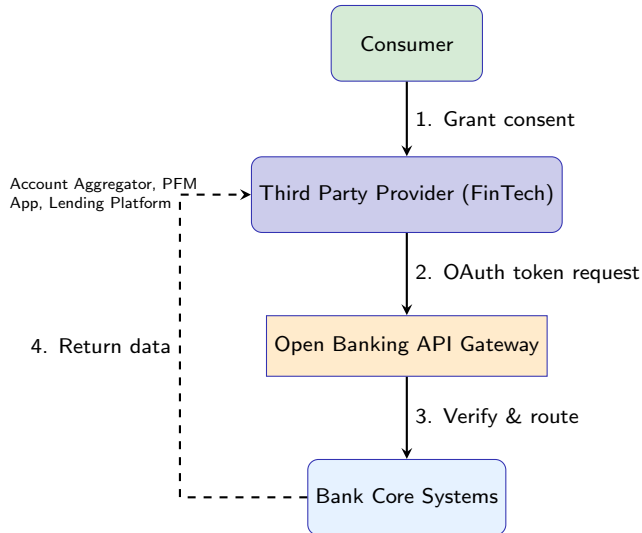 Consumer
1. Grant consent
Account Aggregator, PFM
App, Lending Platform
Third Party Provider (FinTech)
2. OAuth token request
Open Banking API Gateway
4. Return data
3. Verify & route
Bank Core Systems